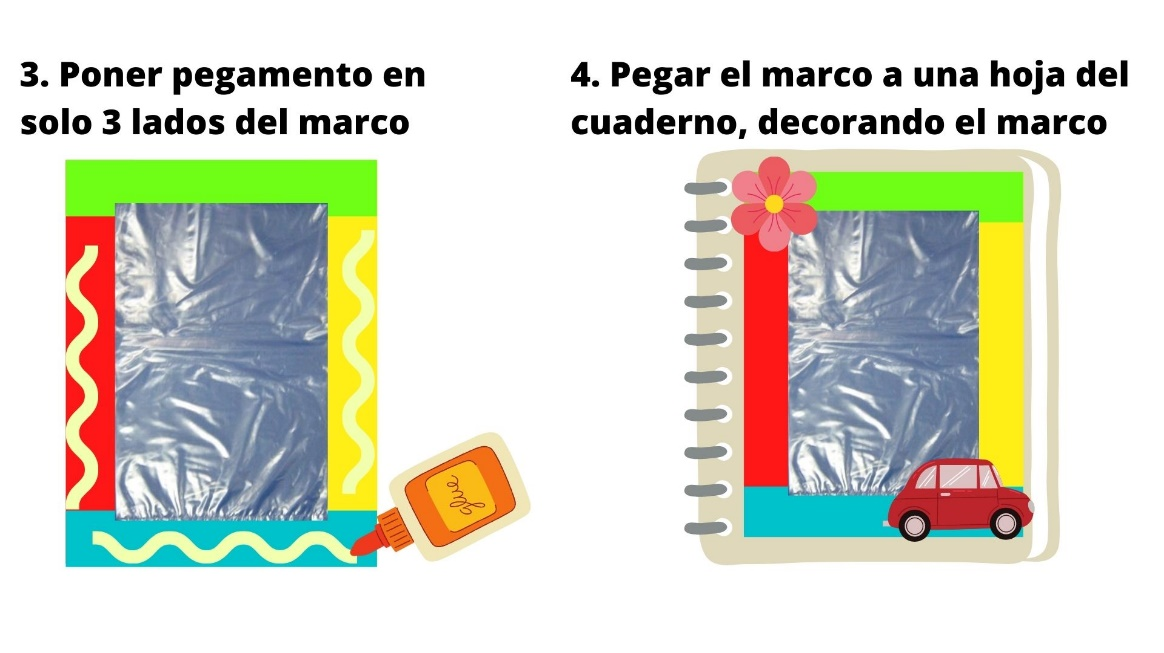 3. Poner pegamento en
solo 3 lados del marco
4. Pegar el marco a una hoja del
cuaderno, decorando el marco
glue